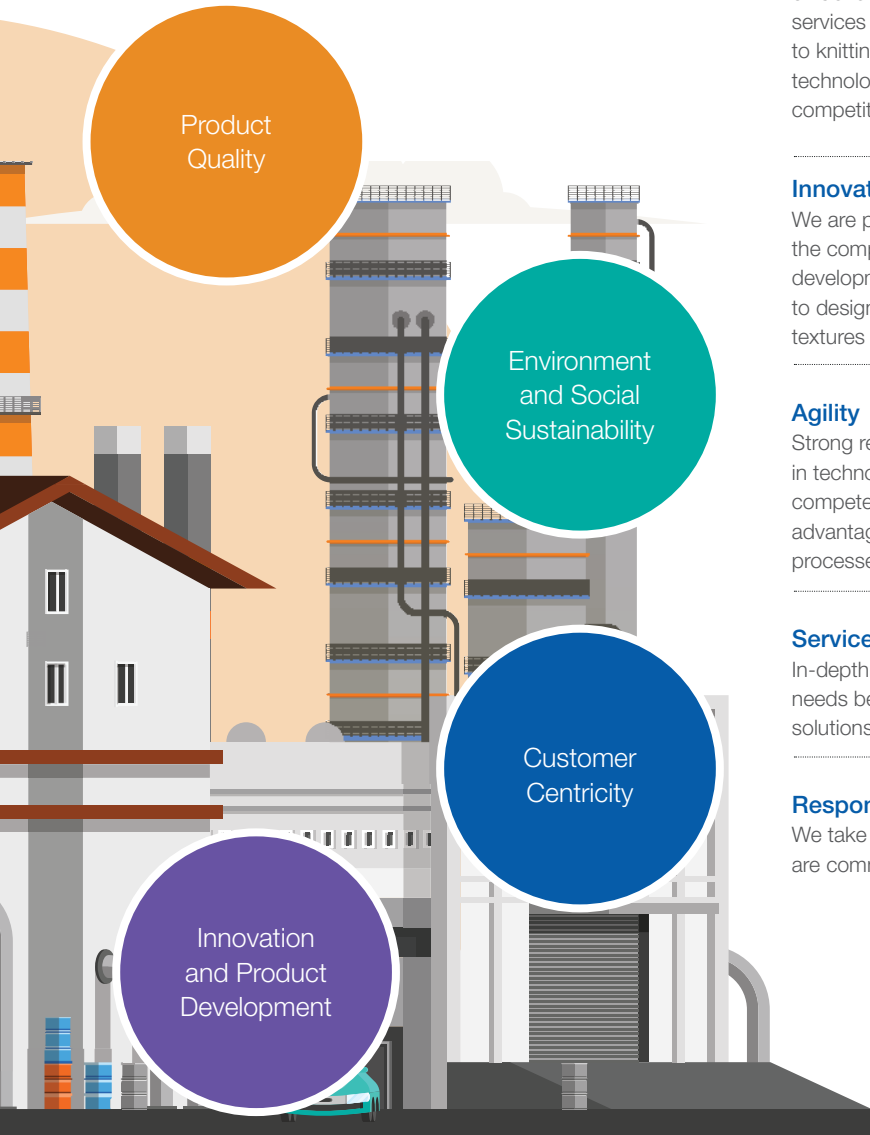 Product
Quality
Environment
and Social
Sustainability
Customer
Centricity
Innovation
and Product
Development
services
to knitting
technolo
competit
Innovat
We are p
the comp
developm
to design
textures
Agility
Strong re
in techno
compete
advantag
processe
Service
In-depth
needs be
solutions
Respon
We take
are comm